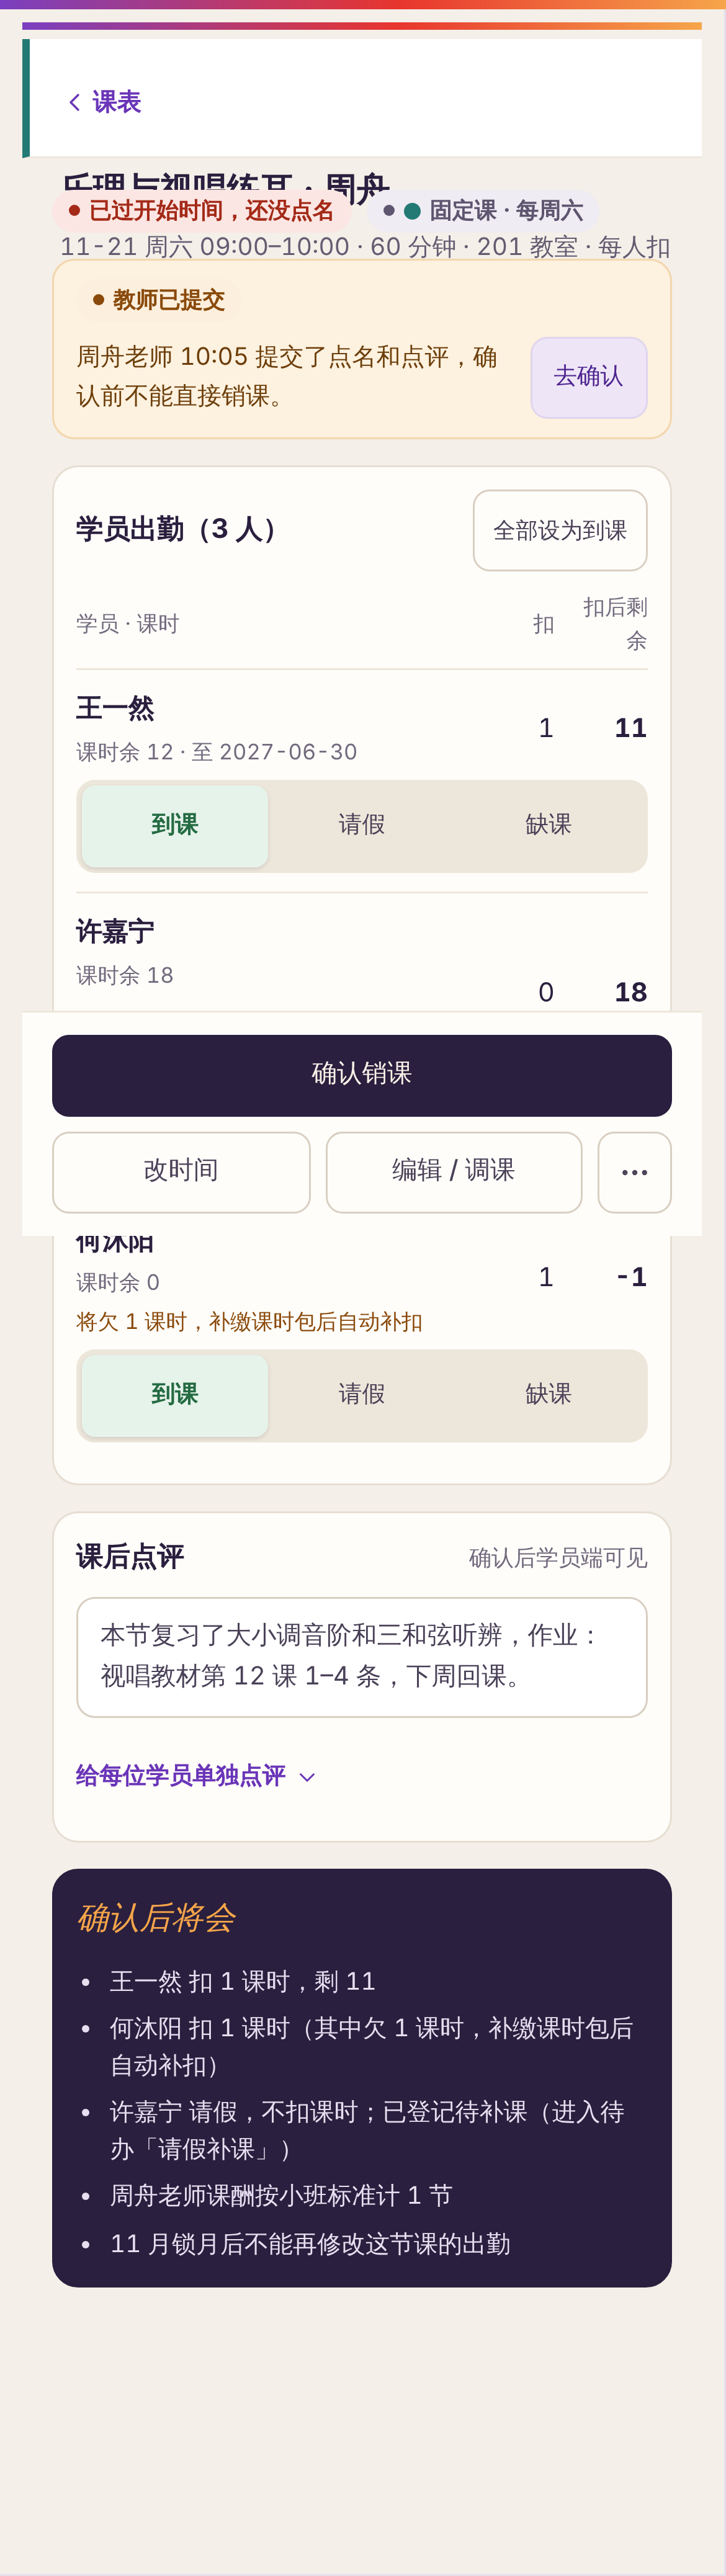 课表
乐理与视唱练耳 · 周舟
已过开始时间，还没点名
固定课 · 每周六
11-21 周六 09:00–10:00 · 60 分钟 · 201 教室 · 每人扣
教师已提交
周舟老师 10:05 提交了点名和点评，确
认前不能直接销课。
去确认
学员出勤（3 人）
全部设为到课
学员 · 课时
扣
扣后剩
余
王一然
课时余 12 · 至 2027-06-30
1
11
到课
请假
缺课
许嘉宁
课时余 18
0
18
确认销课
改时间
编辑 / 调课
···
何沐阳
课时余 0
1
-1
将欠 1 课时，补缴课时包后自动补扣
到课
请假
缺课
课后点评
确认后学员端可见
本节复习了大小调音阶和三和弦听辨，作业：
视唱教材第 12 课 1–4 条，下周回课。
给每位学员单独点评
确认后将会
• 王一然 扣 1 课时，剩 11
• 何沐阳 扣 1 课时（其中欠 1 课时，补缴课时包后
自动补扣）
• 许嘉宁 请假，不扣课时；已登记待补课（进入待
办「请假补课」）
• 周舟老师课酬按小班标准计 1 节
• 11 月锁月后不能再修改这节课的出勤